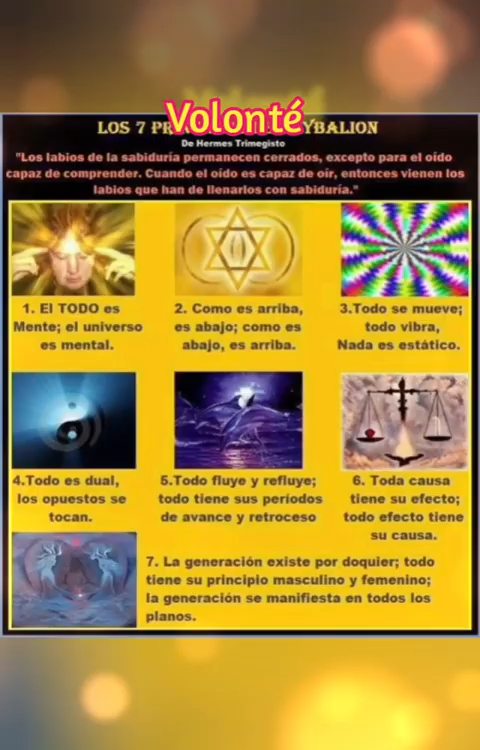 Volonté
LOS 7 PR YBALION
De Hermes Trimegisto
"Los labios de la sabiduría permanecen cerrados, excepto para el oído
capaz de comprender. Cuando el oído es capaz de oír, entonces vienen los
labios que han de llenarlos con sabiduría."
1. El TODO es
Mente; el universo
es mental.
2. Como es arriba,
es abajo; como es
abajo, es arriba.
3.Todo se mueve;
todo vibra,
Nada es estático.
4.Todo es dual,
los opuestos se
tocan.
5.Todo fluye y refluye;
todo tiene sus períodos
de avance y retroceso
6. Toda causa
tiene su efecto;
todo efecto tiene
su causa.
7. La generación existe por doquier; todo
tiene su principio masculino y femenino;
la generación se manifiesta en todos los
planos.